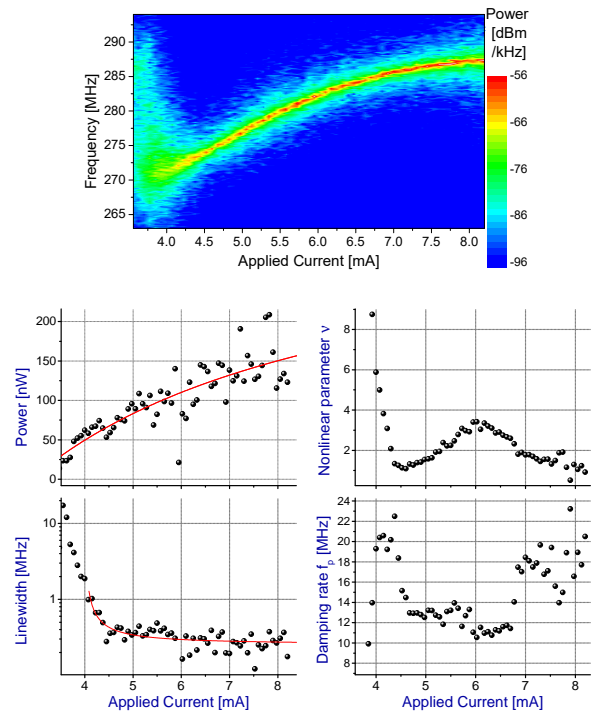 Power
[dBm
/kHz]
Frequency [MHz]
290
285
280
275
270
265
-56
-66
-76
-86
-96
4.0 4.5 5.0 5.5 6.0 6.5 7.0 7.5 8.0
Applied Current [mA]
Power [nW]
200
150
100
50
0
Nonlinear parameter ν
8
6
4
2
Linewidth [MHz]
10
1
4 5 6 7 8
Applied Current [mA]
Damping rate fp [MHz]
24
22
20
18
16
14
12
10
8
4 5 6 7 8
Applied Current [mA]